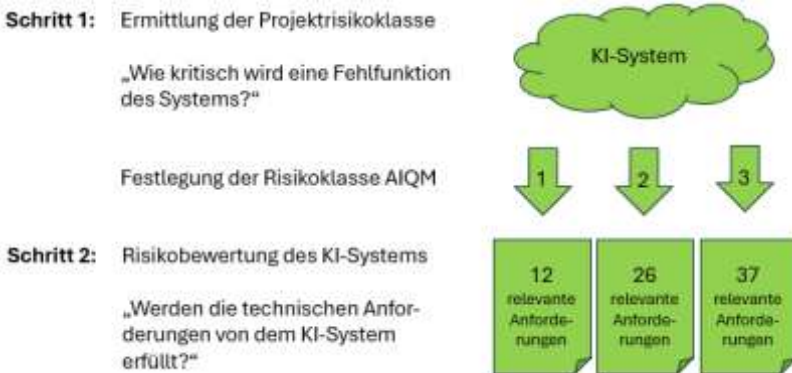 Schritt 1: Ermittlung der Projektrisikoklasse
„Wie kritisch wird eine Fehlfunktion
des Systems?“
KI-System
Festlegung der Risikoklasse AIQM
1
2
3
Schritt 2: Risikobewertung des KI-Systems
„Werden die technischen Anfor-
derungen von dem KI-System
erfüllt?“
12
relevante
Anforde-
rungen
26
relevante
Anforde-
rungen
37
relevante
Anforde-
rungen